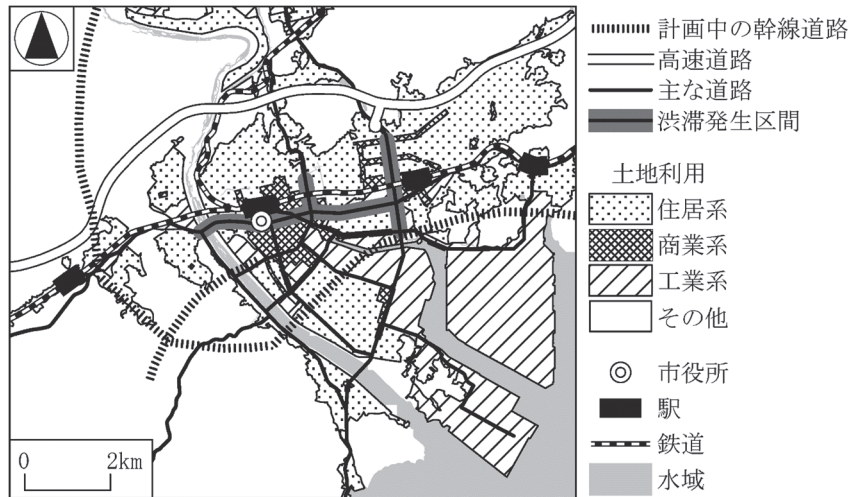 計画中の幹線道路
高速道路
主な道路
渋滞発生区間
土地利用
住居系
商業系
工業系
その他
市役所
駅
鉄道
水域
0 2km